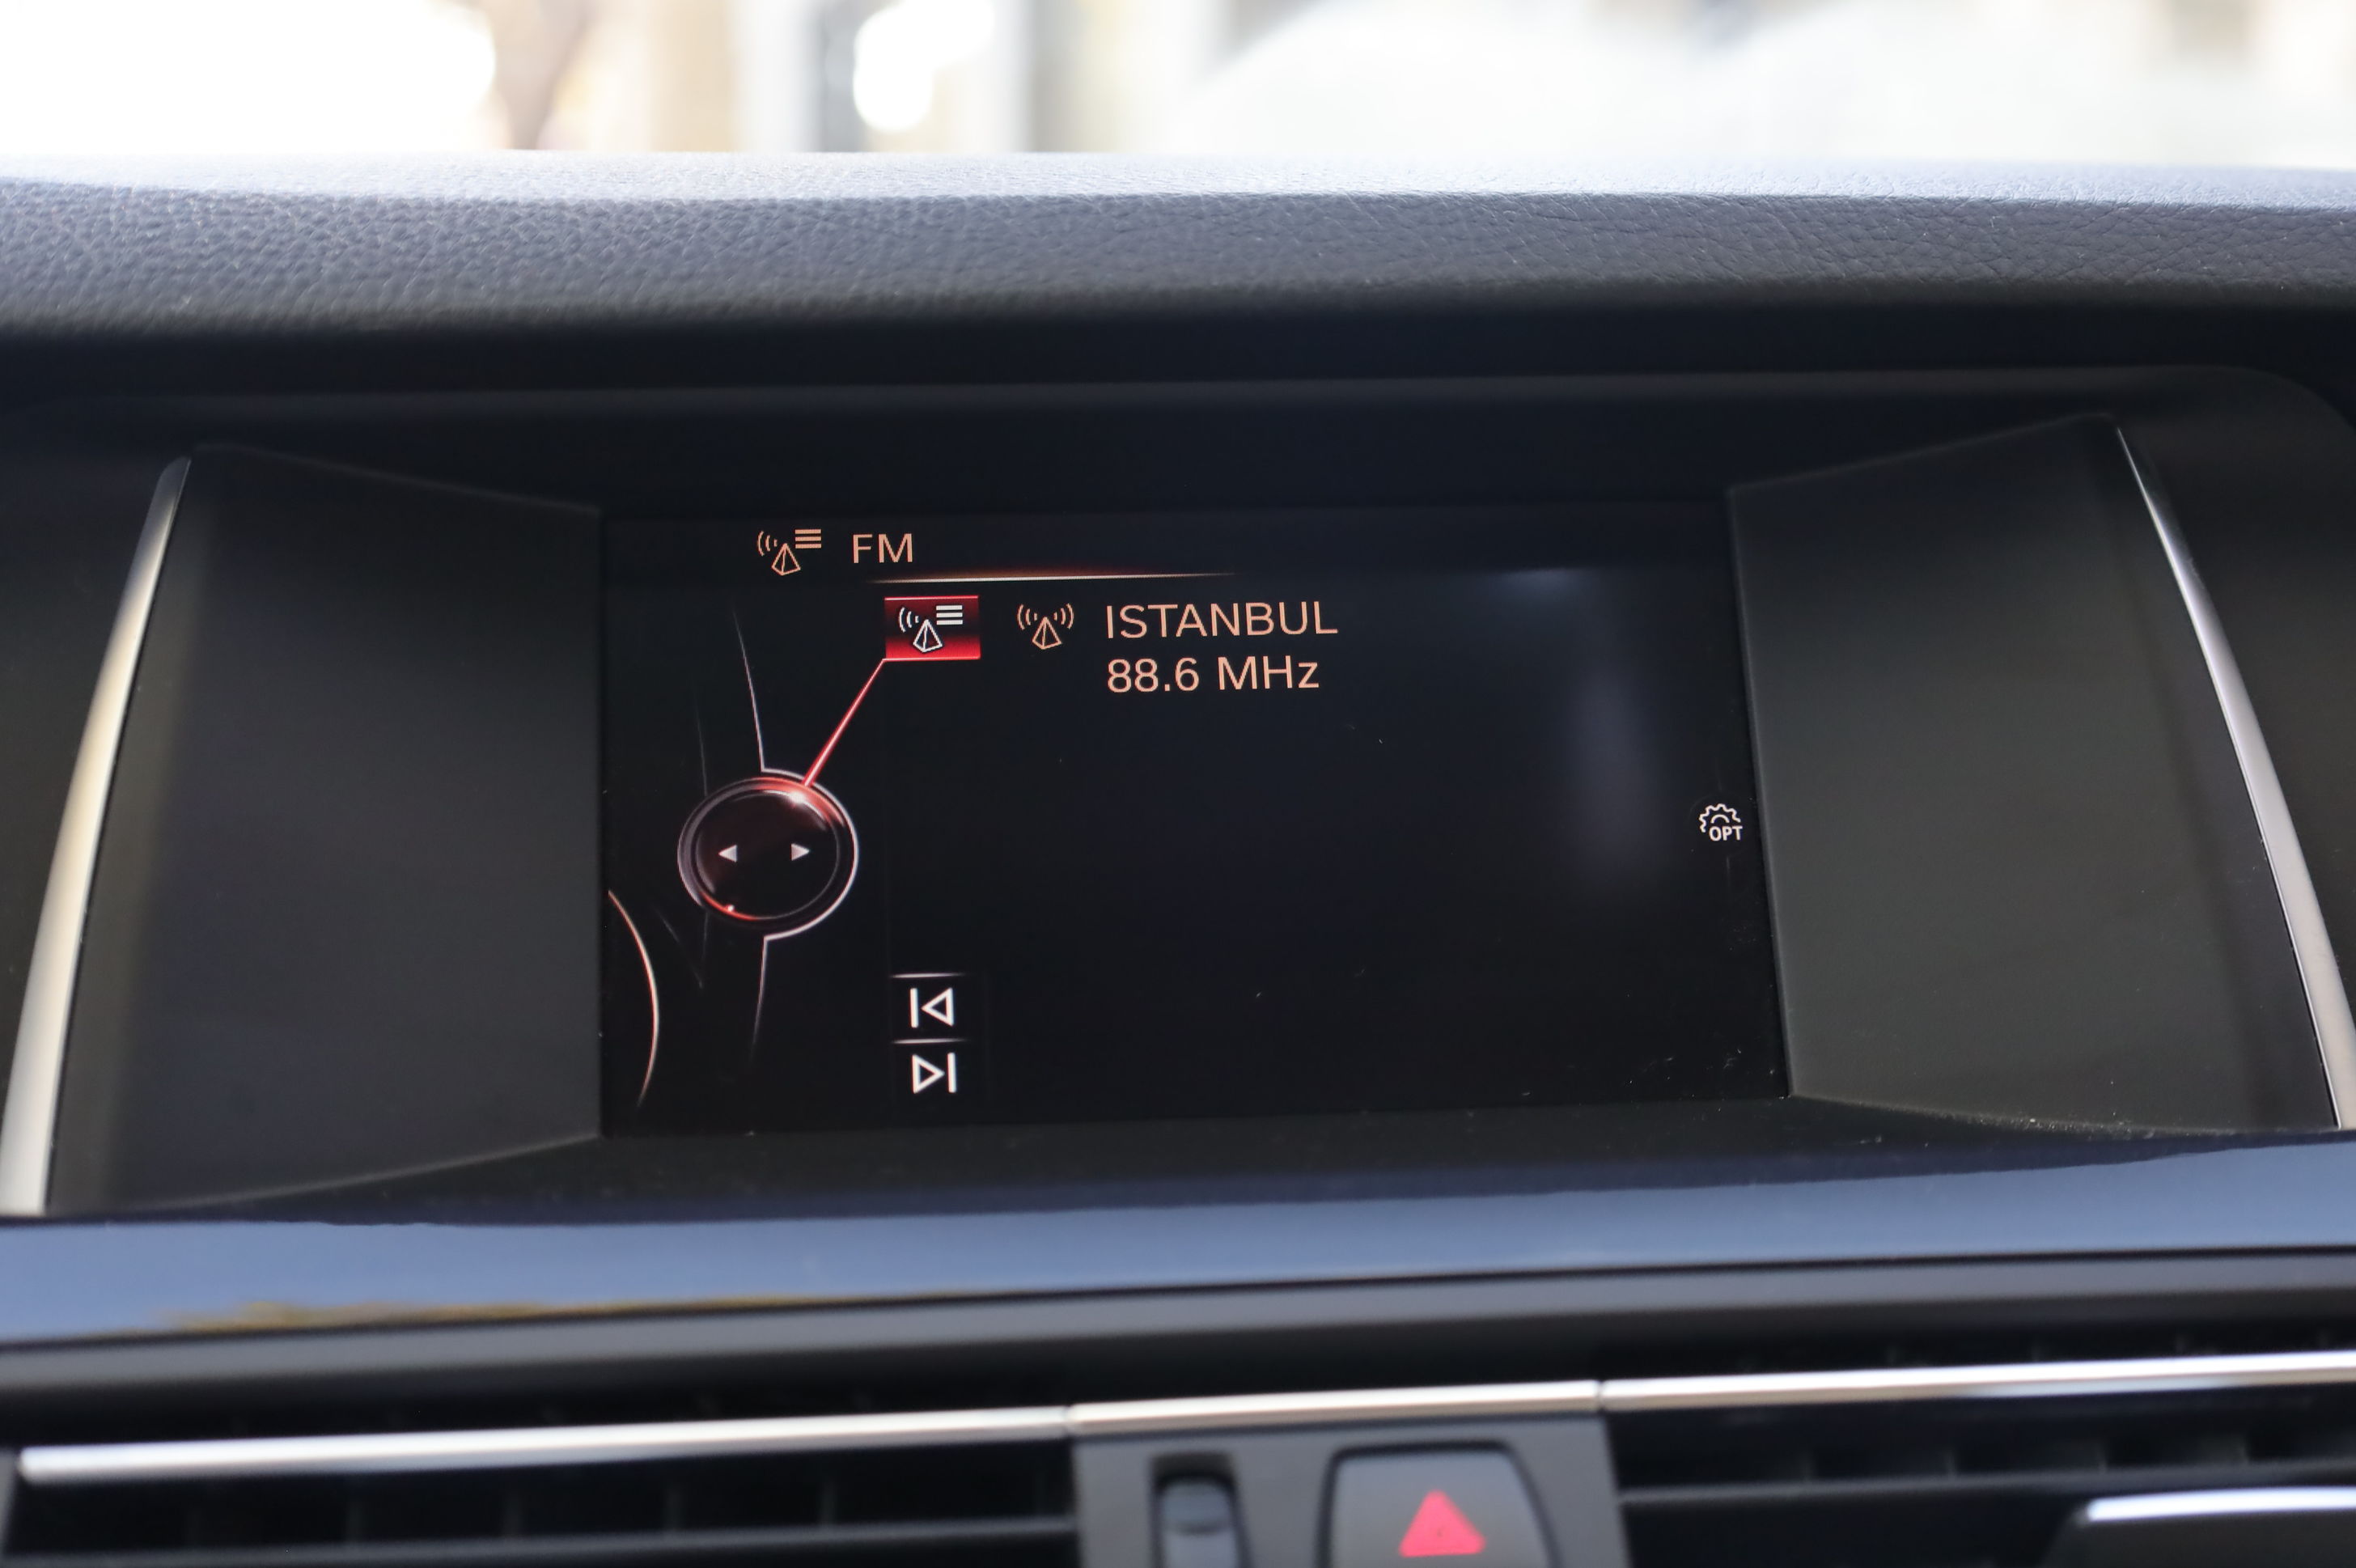 FM
ISTANBUL
88.6 MHz
OPT